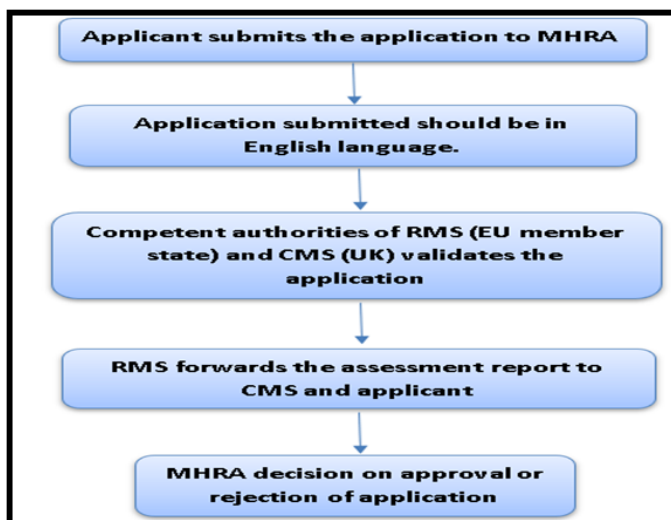 Applicant submits the application to MHRA
Application submitted should be in
English language.
Competent authorities of RMS (EU member
state) and CMS (UK) validates the
application
RMS forwards the assessment report to
CMS and applicant
MHRA decision on approval or
rejection of application